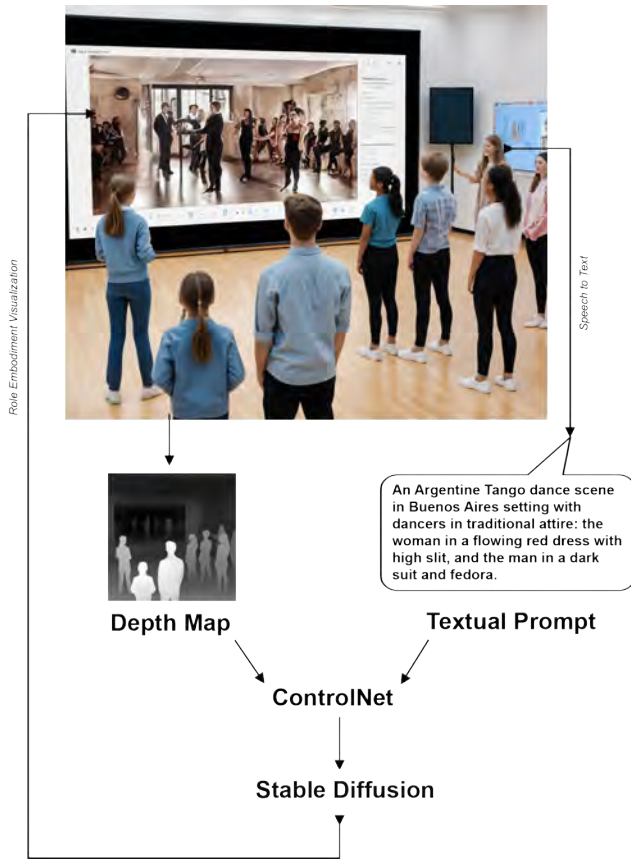 Role Embodiment Visualization
Speech to Text
An Argentine Tango dance scene
in Buenos Aires setting with
dancers in traditional attire: the
woman in a flowing red dress with
high slit, and the man in a dark
suit and fedora.
Depth Map
Textual Prompt
ControlNet
Stable Diffusion